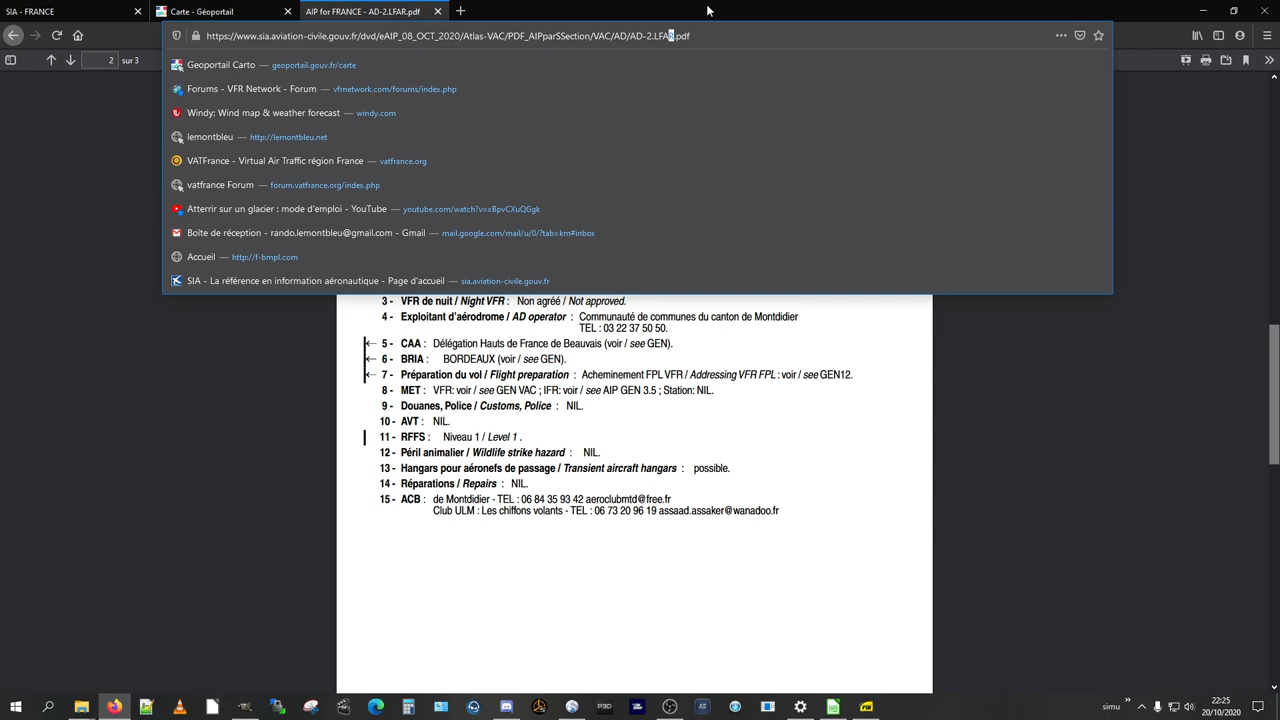 SIA - FRANCE
Carte - Géoportail
AIP for FRANCE - AD-2.LFAR.pdf
https://www.sia.aviation-civile.gouv.fr/dvd/eAIP_08_OCT_2020/Atlas-VAC/PDF_AIPparSSection/VAC/AD/AD-2.LFAR.pdf
2 sur 3
Geoportail Carto — geoportail.gouv.fr/carte
Forums - VFR Network - Forum — vfrnetwork.com/forums/index.php
Windy: Wind map & weather forecast — windy.com
lemontbleu — http://lemontbleu.net
VATFrance - Virtual Air Traffic région France — vatfrance.org
vatfrance Forum — forum.vatfrance.org/index.php
Atterrir sur un glacier : mode d'emploi - YouTube — youtube.com/watch?v=xBpvCXuQGgk
Boîte de réception - rando.lemontbleu@gmail.com - Gmail — mail.google.com/mail/u/0/?tab=km#inbox
Accueil — http://f-bmpl.com
SIA - La référence en information aéronautique - Page d'accueil — sia.aviation-civile.gouv.fr
3 - VFR de nuit / Night VFR : Non agréé / Not approved.
4 - Exploitant d'aérodrome / AD operator : Communauté de communes du canton de Montdidier
TEL : 03 22 37 50 50.
5 - CAA : Délégation Hauts de France de Beauvais (voir / see GEN).
6 - BRIA : BORDEAUX (voir / see GEN).
7 - Préparation du vol / Flight preparation : Acheminement FPL VFR / Addressing VFR FPL : voir / see GEN12.
8 - MET : VFR: voir / see GEN VAC ; IFR: voir / see AIP GEN 3.5 ; Station: NIL.
9 - Douanes, Police / Customs, Police : NIL.
10 - AVT : NIL.
11 - RFFS : Niveau 1 / Level 1 .
12 - Péril animalier / Wildlife strike hazard : NIL.
13 - Hangars pour aéronefs de passage / Transient aircraft hangars : possible.
14 - Réparations / Repairs : NIL.
15 - ACB : de Montdidier - TEL : 06 84 35 93 42 aeroclubmtd@free.fr
Club ULM : Les chiffons volants - TEL : 06 73 20 96 19 assaad.assaker@wanadoo.fr
P3D
AS
simu
22:25
20/10/2020